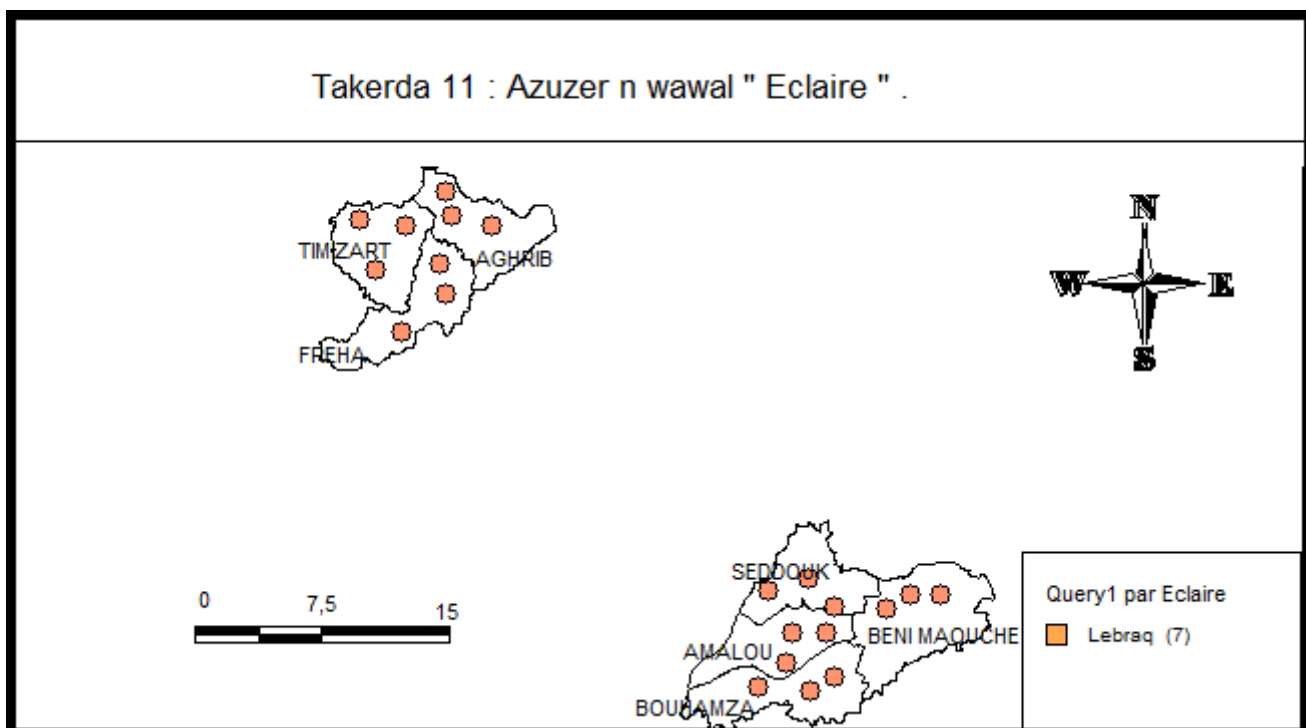 Takerda 11 : Azuzer n wawal " Eclaire " .
N
W E
S
TIMIZART
AGHRIB
FREHA
0 7,5 15
SEDDOUK
BENI MAOUCHE
AMALOU
BOUHAMZA
Query1 par Eclaire
Lebraq (7)